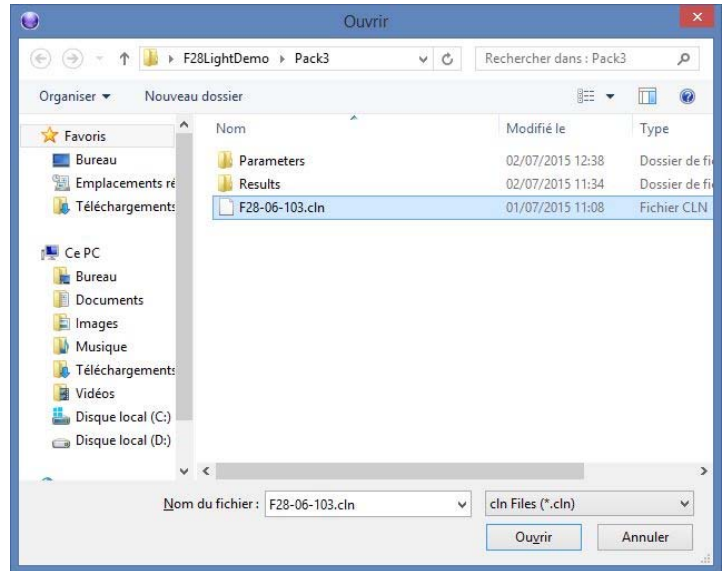 Ouvrir
F28LightDemo Pack3 Rechercher dans : Pack3
Organiser Nouveau dossier
Favoris
Bureau
Emplacements ré
Téléchargements
Ce PC
Bureau
Documents
Images
Musique
Téléchargements
Vidéos
Disque local (C:)
Disque local (D:)
Nom Modifié le Type
Parameters 02/07/2015 12:38 Dossier de fi
Results 02/07/2015 11:34 Dossier de fi
F28-06-103.cln 01/07/2015 11:08 Fichier CLN
Nom du fichier : F28-06-103.cln cln Files (*.cln)
Ouvrir Annuler